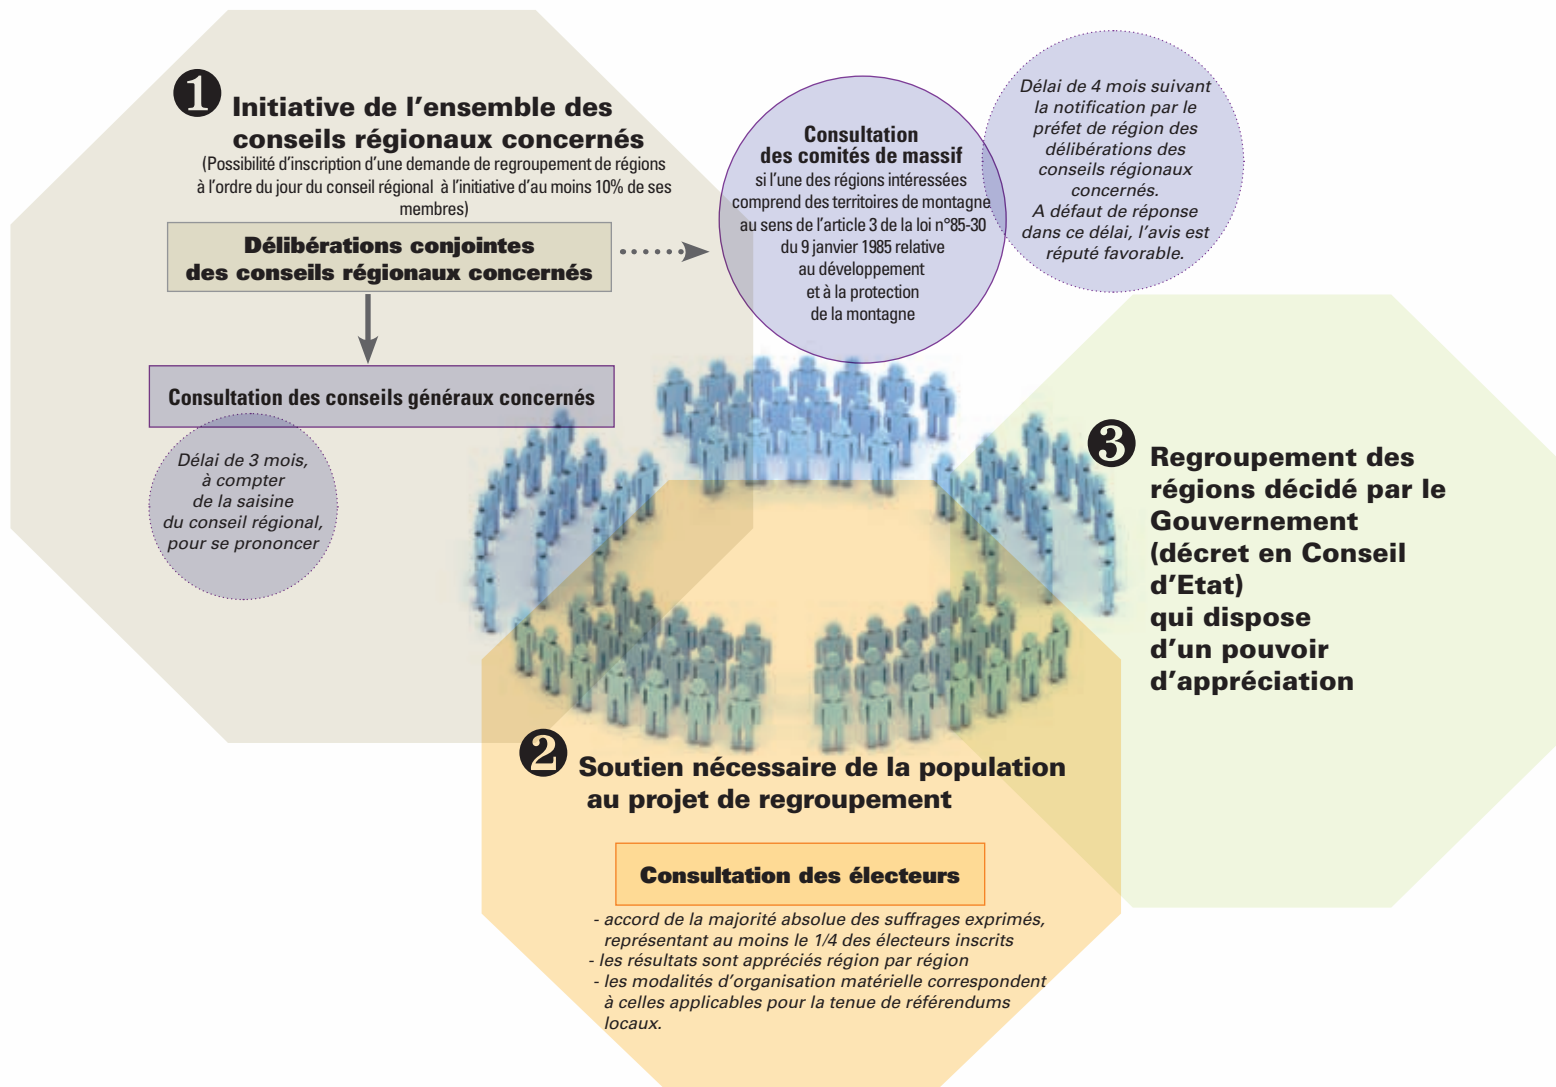 1
Initiative de l’ensemble des
conseils régionaux concernés
(Possibilité d’inscription d’une demande de regroupement de régions
à l’ordre du jour du conseil régional à l’initiative d’au moins 10% de ses
membres)
Délibérations conjointes
des conseils régionaux concernés
Consultation des conseils généraux concernés
Délai de 3 mois,
à compter
de la saisine
du conseil régional,
pour se prononcer
Consultation
des comités de massif
si l’une des régions intéressées
comprend des territoires de montagne
au sens de l’article 3 de la loi n°85-30
du 9 janvier 1985 relative
au développement
et à la protection
de la montagne
Délai de 4 mois suivant
la notification par le
préfet de région des
délibérations des
conseils régionaux
concernés.
A défaut de réponse
dans ce délai, l’avis est
réputé favorable.
2
Soutien nécessaire de la population
au projet de regroupement
Consultation des électeurs
- accord de la majorité absolue des suffrages exprimés,
représentant au moins le 1/4 des électeurs inscrits
- les résultats sont appréciés région par région
- les modalités d’organisation matérielle correspondent
à celles applicables pour la tenue de référendums
locaux.
3
Regroupement des
régions décidé par le
Gouvernement
(décret en Conseil
d’Etat)
qui dispose
d’un pouvoir
d’appréciation